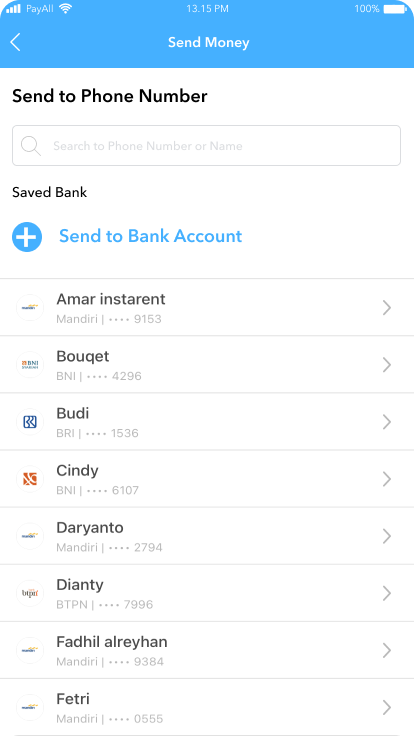 PayAll
13.15 PM
100%
Send Money
Send to Phone Number
Search to Phone Number or Name
Saved Bank
Send to Bank Account
Amar instarent
mandiri
Mandiri | •••• 9153
Bouqet
BNI
BNI | •••• 4296
Budi
BRI | •••• 1536
Cindy
BNI | •••• 6107
Daryanto
mandiri
Mandiri | •••• 2794
Dianty
btpn
BTPN | •••• 7996
Fadhil alreyhan
mandiri
Mandiri | •••• 9384
Fetri
mandiri
Mandiri | •••• 0555